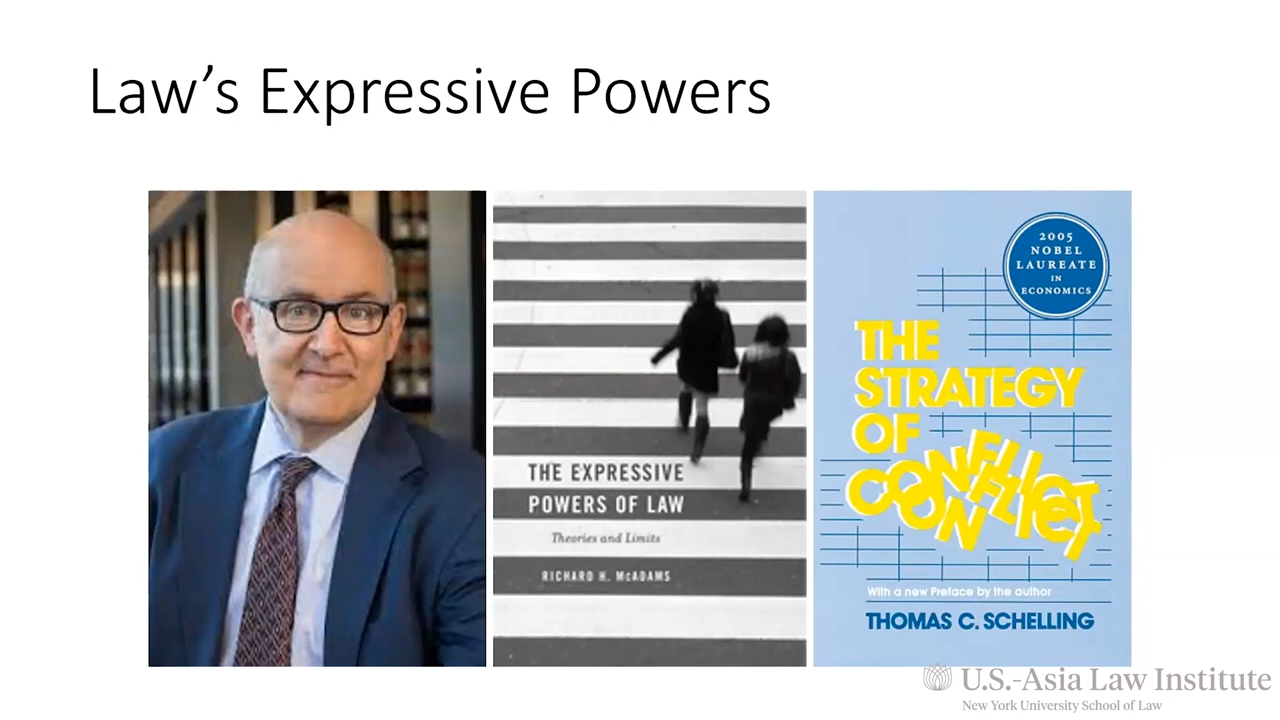 Law's Expressive Powers
THE EXPRESSIVE
POWERS OF LAW
Theories and Limits
RICHARD H. McADAMS
2005
NOBEL
LAUREATE
IN
ECONOMICS
THE
STRATEGY
OF
CONFLICT
CONFLICT
With a new Preface by the author
THOMAS C. SCHELLING
U.S.-Asia Law Institute
New York University School of Law